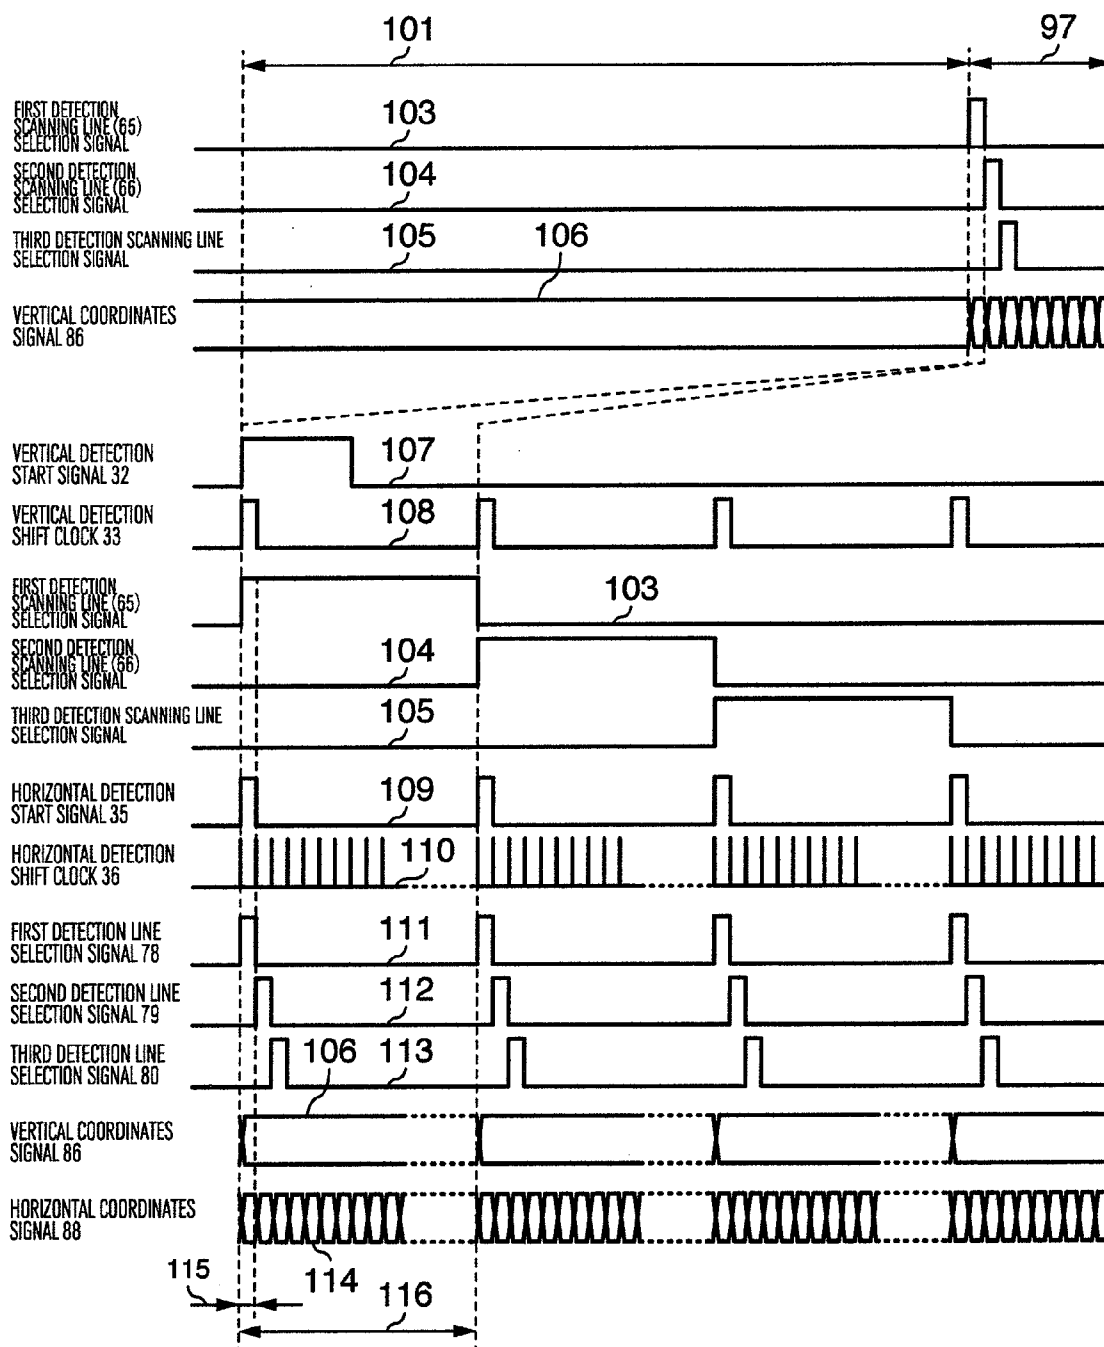 101
97
FIRST DETECTION
SCANNING LINE (65)
SELECTION SIGNAL
103
SECOND DETECTION
SCANNING LINE (66)
SELECTION SIGNAL
104
THIRD DETECTION SCANNING LINE
SELECTION SIGNAL
105
106
VERTICAL COORDINATES
SIGNAL 86
VERTICAL DETECTION
START SIGNAL 32
107
VERTICAL DETECTION
SHIFT CLOCK 33
108
FIRST DETECTION
SCANNING LINE (65)
SELECTION SIGNAL
103
SECOND DETECTION
SCANNING LINE (66)
SELECTION SIGNAL
104
THIRD DETECTION SCANNING LINE
SELECTION SIGNAL
105
HORIZONTAL DETECTION
START SIGNAL 35
109
HORIZONTAL DETECTION
SHIFT CLOCK 36
110
FIRST DETECTION LINE
SELECTION SIGNAL 78
111
SECOND DETECTION LINE
SELECTION SIGNAL 79
112
THIRD DETECTION LINE
SELECTION SIGNAL 80
106
113
VERTICAL COORDINATES
SIGNAL 86
HORIZONTAL COORDINATES
SIGNAL 88
115
114
116